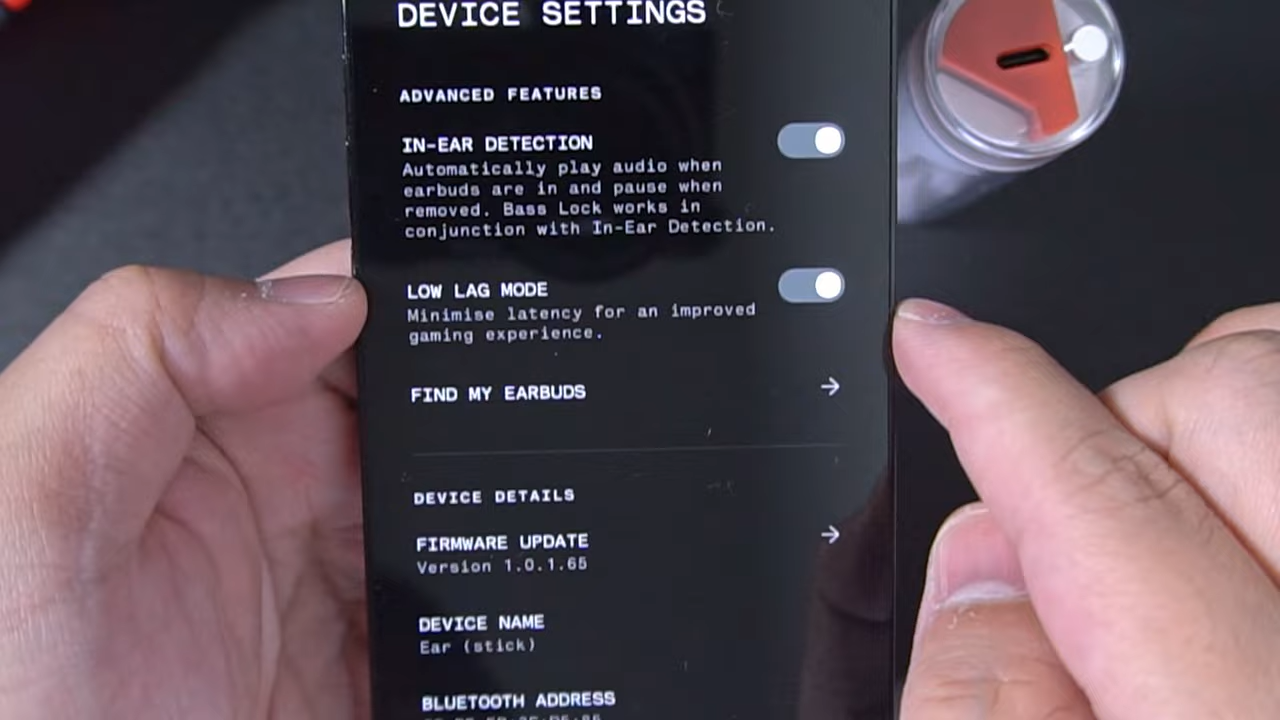 DEVICE SETTINGS
ADVANCED FEATURES
IN-EAR DETECTION
Automatically play audio when
earbuds are in and pause when
removed. Bass Lock works in
conjunction with In-Ear Detection.
LOW LAG MODE
Minimise latency for an improved
gaming experience.
FIND MY EARBUDS
DEVICE DETAILS
FIRMWARE UPDATE
Version 1.0.1.65
DEVICE NAME
Ear (stick)
BLUETOOTH ADDRESS